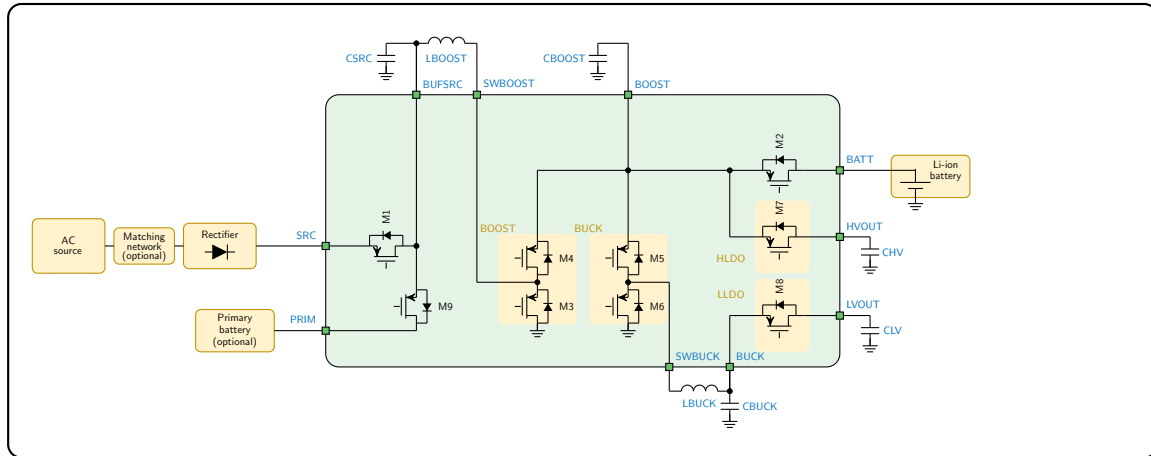 CSRC
LBOOST
CBOOST
BUFSRC
SWBOOST
BOOST
M2
BATT
Li-ion
battery
AC
source
Matching
network
(optional)
Rectifier
SRC
M1
BOOST
BUCK
M7
HVOUT
M4
M5
HLDO
CHV
M9
M3
M6
LLDO
M8
LVOUT
Primary
battery
(optional)
PRIM
CLV
SWBUCK
BUCK
LBUCK
CBUCK